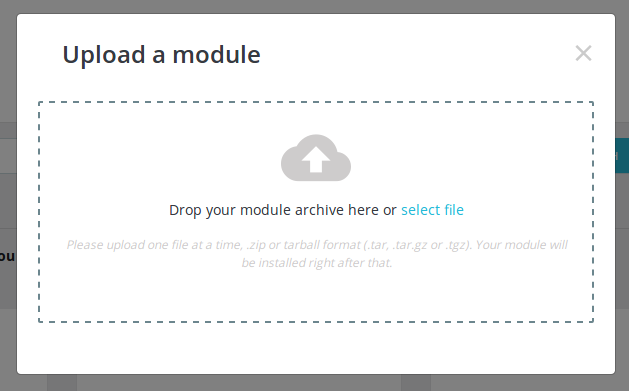 Upload a module
Drop your module archive here or select file
Please upload one file at a time, .zip or tarball format (.tar, .tar.gz or .tgz). Your module will
be installed right after that.
ou